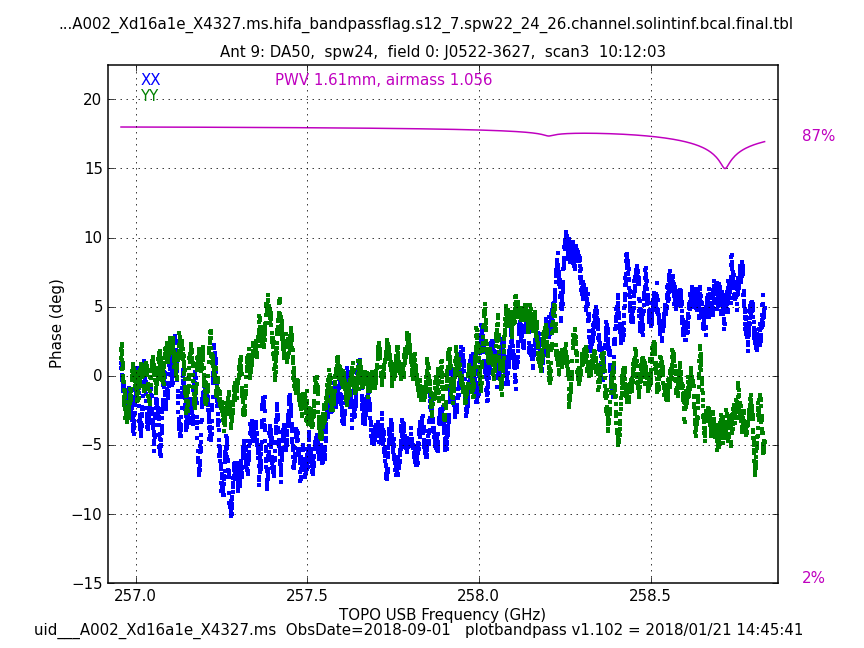 ...A002_Xd16a1e_X4327.ms.hifa_bandpassflag.s12_7.spw22_24_26.channel.solintinf.bcal.final.tbl
Ant 9: DA50, spw24, field 0: J0522-3627, scan3 10:12:03
XX
YY
PWV 1.61mm, airmass 1.056
87%
2%
Phase (deg)
20
15
10
5
0
−5
−10
−15
257.0 257.5 258.0 258.5
TOPO USB Frequency (GHz)
uid___A002_Xd16a1e_X4327.ms ObsDate=2018-09-01 plotbandpass v1.102 = 2018/01/21 14:45:41